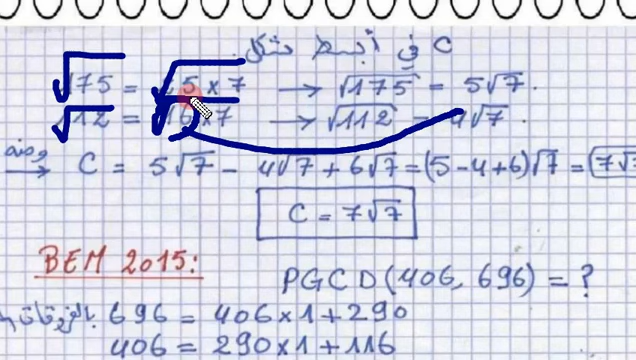 C في أبسط شكل.
√175 = √25×7 → √175 = 5√7.
√112 = √16×7 → √112 = 4√7.
ومنه → C = 5√7 - 4√7 + 6√7 = (5-4+6)√7 = 7√7
C = 7√7
BEM 2015:
PGCD(406, 696) = ?
696 = 406×1+290
406 = 290×1+116